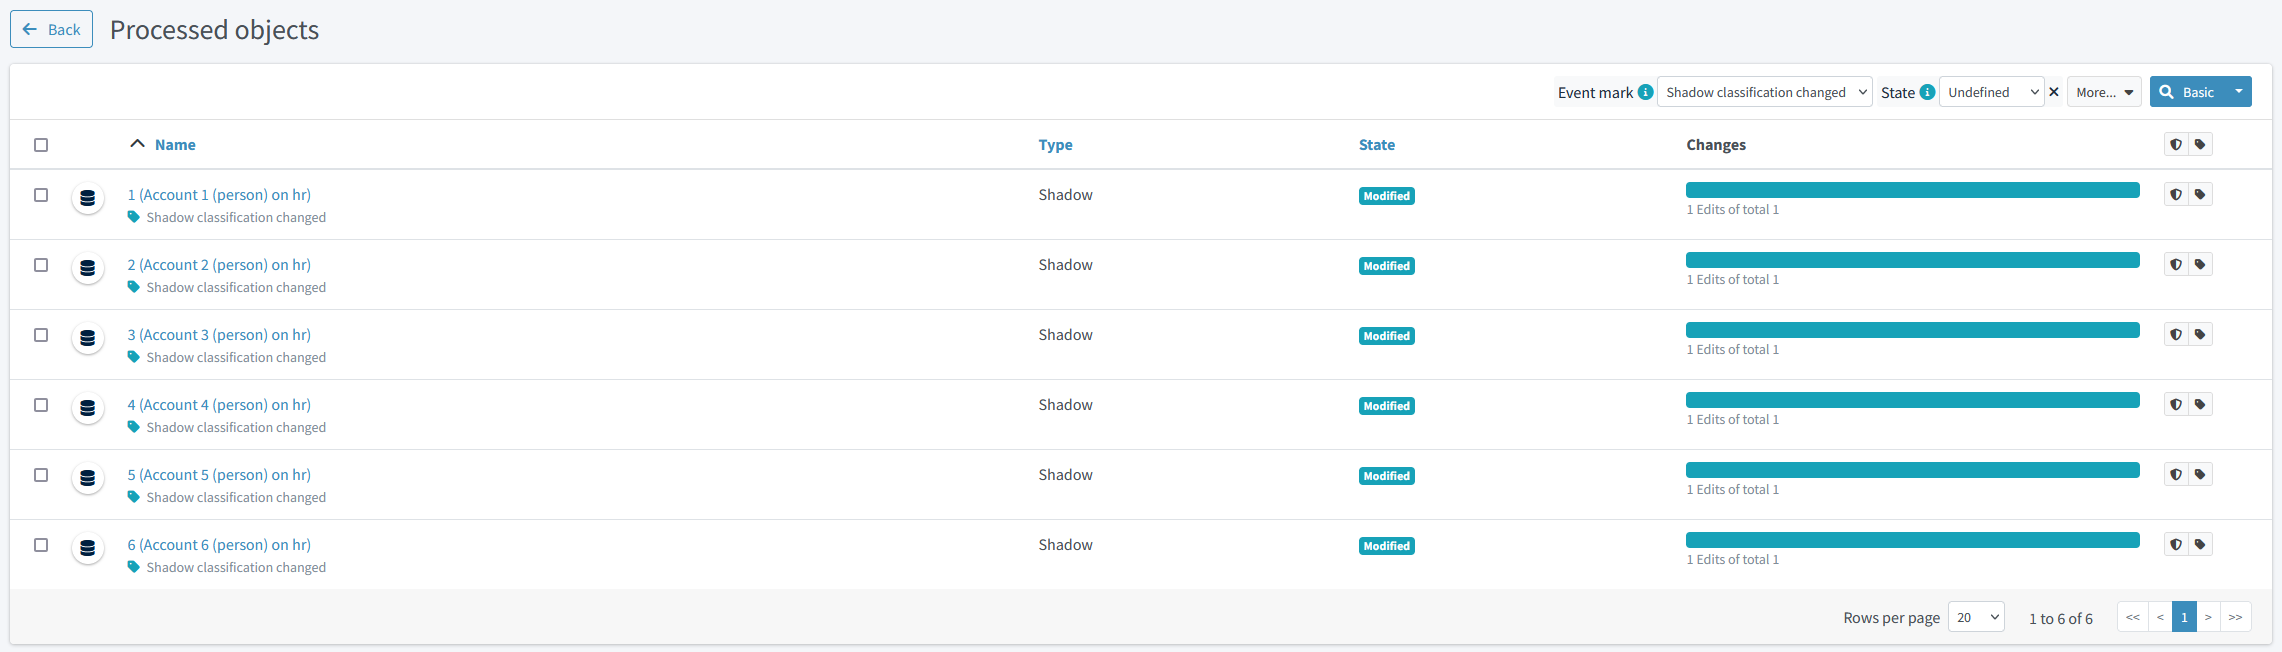 Back Processed objects
Event mark Shadow classification changed State Undefined More... Basic
Name Type State Changes
1 (Account 1 (person) on hr) Shadow Modified
Shadow classification changed 1 Edits of total 1
2 (Account 2 (person) on hr) Shadow Modified
Shadow classification changed 1 Edits of total 1
3 (Account 3 (person) on hr) Shadow Modified
Shadow classification changed 1 Edits of total 1
4 (Account 4 (person) on hr) Shadow Modified
Shadow classification changed 1 Edits of total 1
5 (Account 5 (person) on hr) Shadow Modified
Shadow classification changed 1 Edits of total 1
6 (Account 6 (person) on hr) Shadow Modified
Shadow classification changed 1 Edits of total 1
Rows per page 20 1 to 6 of 6 << < 1 > >>